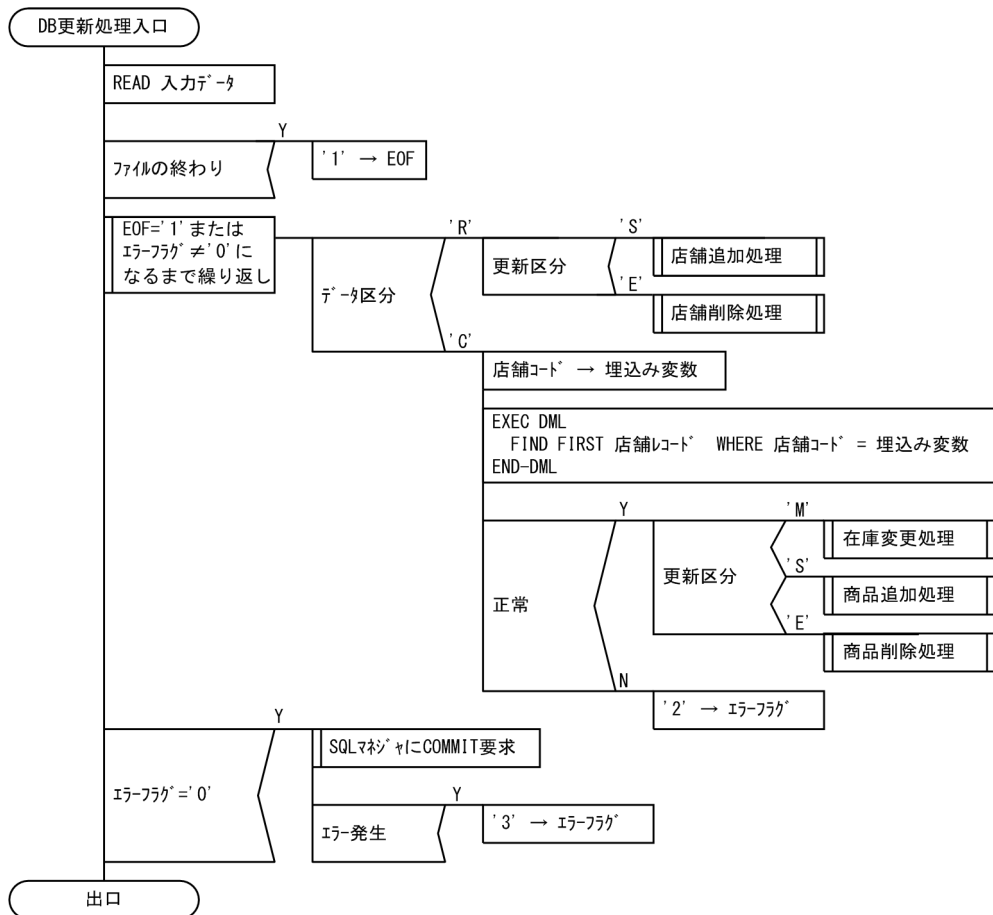 DB更新処理入口
READ 入力ﾃﾞｰﾀ
Y
ﾌｧｲﾙの終わり
'1' → EOF
EOF='1'または
ｴﾗｰﾌﾗｸﾞ≠'0'に
なるまで繰り返し
ﾃﾞｰﾀ区分
'R'
更新区分
'S'
店舗追加処理
'E'
店舗削除処理
'C'
店舗ｺｰﾄﾞ → 埋込み変数
EXEC DML
FIND FIRST 店舗ﾚｺｰﾄﾞ WHERE 店舗ｺｰﾄﾞ = 埋込み変数
END-DML
正常
Y
更新区分
'M'
在庫変更処理
'S'
商品追加処理
'E'
商品削除処理
N
'2' → ｴﾗｰﾌﾗｸﾞ
ｴﾗｰﾌﾗｸﾞ='0'
Y
SQLﾏﾈｼﾞｬにCOMMIT要求
ｴﾗｰ発生
Y
'3' → ｴﾗｰﾌﾗｸﾞ
出口